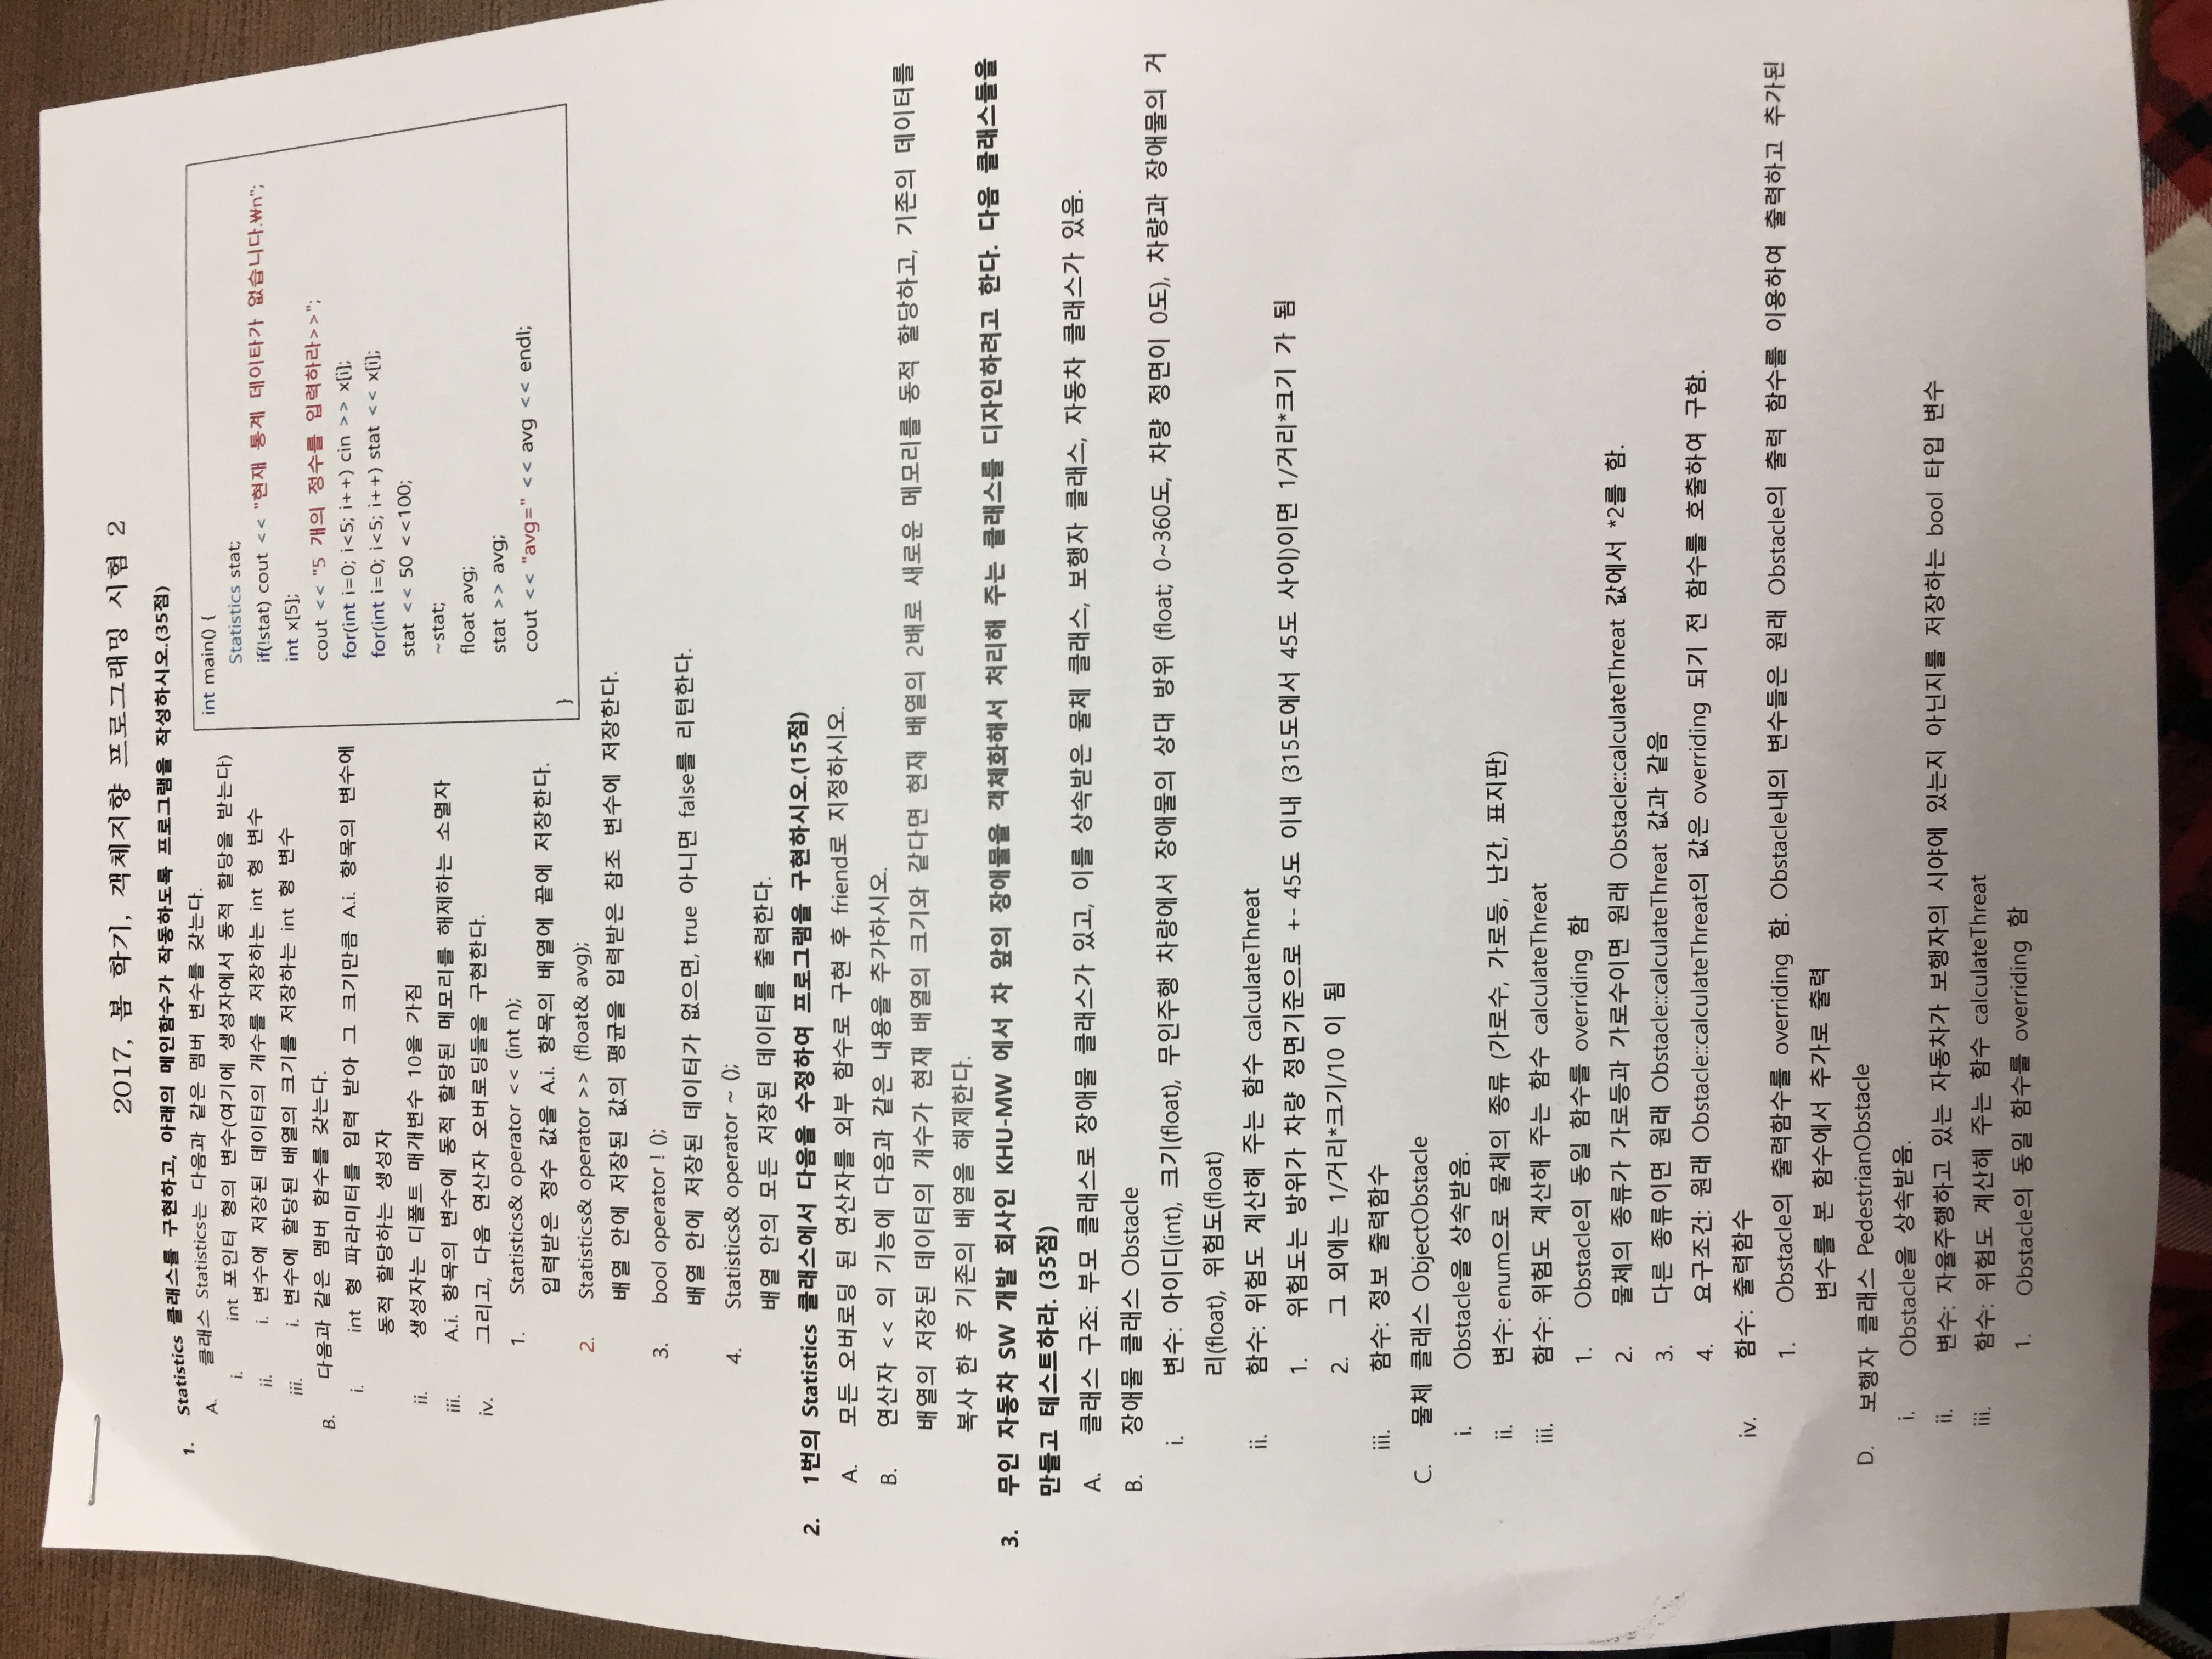 2017, 봄 학기, 객체지향 프로그래밍 시험 2
1. Statistics 클래스를 구현하고, 아래의 메인함수가 작동하도록 프로그램을 작성하시오.(35점)
A. 클래스 Statistics는 다음과 같은 멤버 변수를 갖는다.
i. int 포인터 형의 변수(여기에 생성자에서 동적 할당을 받는다)
ii. i. 변수에 저장된 데이터의 개수를 저장하는 int 형 변수
iii. i. 변수에 할당된 배열의 크기를 저장하는 int 형 변수
B. 다음과 같은 멤버 함수를 갖는다.
i. int 형 파라미터를 입력 받아 그 크기만큼 A.i. 항목의 변수에
동적 할당하는 생성자
ii. 생성자는 디폴트 매개변수 10을 가짐
iii. A.i. 항목의 변수에 동적 할당된 메모리를 해제하는 소멸자
iv. 그리고, 다음 연산자 오버로딩들을 구현한다.
1. Statistics& operator << (int n);
입력받은 정수 값을 A.i. 항목의 배열에 끝에 저장한다.
2. Statistics& operator >> (float& avg);
배열 안에 저장된 값의 평균을 입력받은 참조 변수에 저장한다.
3. bool operator ! ();
배열 안에 저장된 데이터가 없으면, true 아니면 false를 리턴한다.
4. Statistics& operator ~ ();
배열 안의 모든 저장된 데이터를 출력한다.
int main() {
Statistics stat;
if(!stat) cout << "현재 통계 데이타가 없습니다.₩n";
int x[5];
cout << "5 개의 정수를 입력하라>>";
for(int i=0; i<5; i++) cin >> x[i];
for(int i=0; i<5; i++) stat << x[i];
stat << 50 <<100;
~stat;
float avg;
stat >> avg;
cout << "avg=" << avg << endl;
}
2. 1번의 Statistics 클래스에서 다음을 수정하여 프로그램을 구현하시오.(15점)
A. 모든 오버로딩 된 연산자를 외부 함수로 구현 후 friend로 지정하시오.
B. 연산자 << 의 기능에 다음과 같은 내용을 추가하시오.
배열의 저장된 데이터의 개수가 현재 배열의 크기와 같다면 현재 배열의 2배로 새로운 메모리를 동적 할당하고, 기존의 데이터를
복사 한 후 기존의 배열을 해제한다.
3. 무인 자동차 SW 개발 회사인 KHU-MW 에서 차 앞의 장애물을 객체화해서 처리해 주는 클래스를 디자인하려고 한다. 다음 클래스들을
만들고 테스트하라. (35점)
A. 클래스 구조: 부모 클래스로 장애물 클래스가 있고, 이를 상속받은 물체 클래스, 보행자 클래스, 자동차 클래스가 있음.
B. 장애물 클래스 Obstacle
i. 변수: 아이디(int), 크기(float), 무인주행 차량에서 장애물의 상대 방위 (float; 0~360도, 차량 정면이 0도), 차량과 장애물의 거
리(float), 위험도(float)
ii. 함수: 위험도 계산해 주는 함수 calculateThreat
1. 위험도는 방위가 차량 정면기준으로 +- 45도 이내 (315도에서 45도 사이)이면 1/거리*크기 가 됨
2. 그 외에는 1/거리*크기/10 이 됨
iii. 함수: 정보 출력함수
C. 물체 클래스 ObjectObstacle
i. Obstacle을 상속받음.
ii. 변수: enum으로 물체의 종류 (가로수, 가로등, 난간, 표지판)
iii. 함수: 위험도 계산해 주는 함수 calculateThreat
1. Obstacle의 동일 함수를 overriding 함
2. 물체의 종류가 가로등과 가로수이면 원래 Obstacle::calculateThreat 값에서 *2를 함.
3. 다른 종류이면 원래 Obstacle::calculateThreat 값과 같음
4. 요구조건: 원래 Obstacle::calculateThreat의 값은 overriding 되기 전 함수를 호출하여 구함.
iv. 함수: 출력함수
1. Obstacle의 출력함수를 overriding 함. Obstacle내의 변수들은 원래 Obstacle의 출력 함수를 이용하여 출력하고 추가된
변수를 본 함수에서 추가로 출력
D. 보행자 클래스 PedestrianObstacle
i. Obstacle을 상속받음.
ii. 변수: 자율주행하고 있는 자동차가 보행자의 시야에 있는지 아닌지를 저장하는 bool 타입 변수
iii. 함수: 위험도 계산해 주는 함수 calculateThreat
1. Obstacle의 동일 함수를 overriding 함